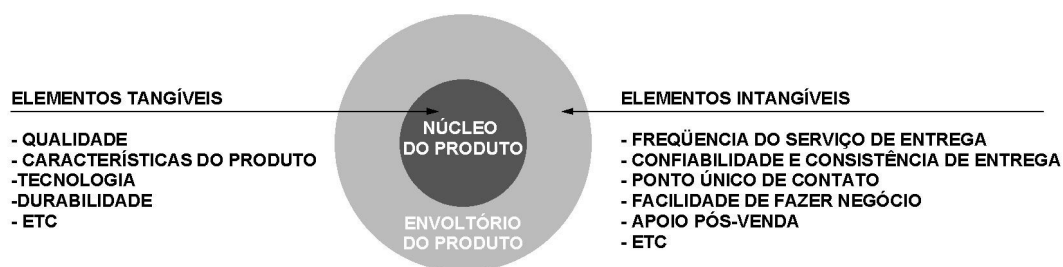 ELEMENTOS TANGÍVEIS
- QUALIDADE
- CARACTERÍSTICAS DO PRODUTO
-TECNOLOGIA
-DURABILIDADE
- ETC
NÚCLEO
DO PRODUTO
ENVOLTÓRIO
DO PRODUTO
ELEMENTOS INTANGÍVEIS
- FREQÜENCIA DO SERVIÇO DE ENTREGA
- CONFIABILIDADE E CONSISTÊNCIA DE ENTREGA
- PONTO ÚNICO DE CONTATO
- FACILIDADE DE FAZER NEGÓCIO
- APOIO PÓS-VENDA
- ETC